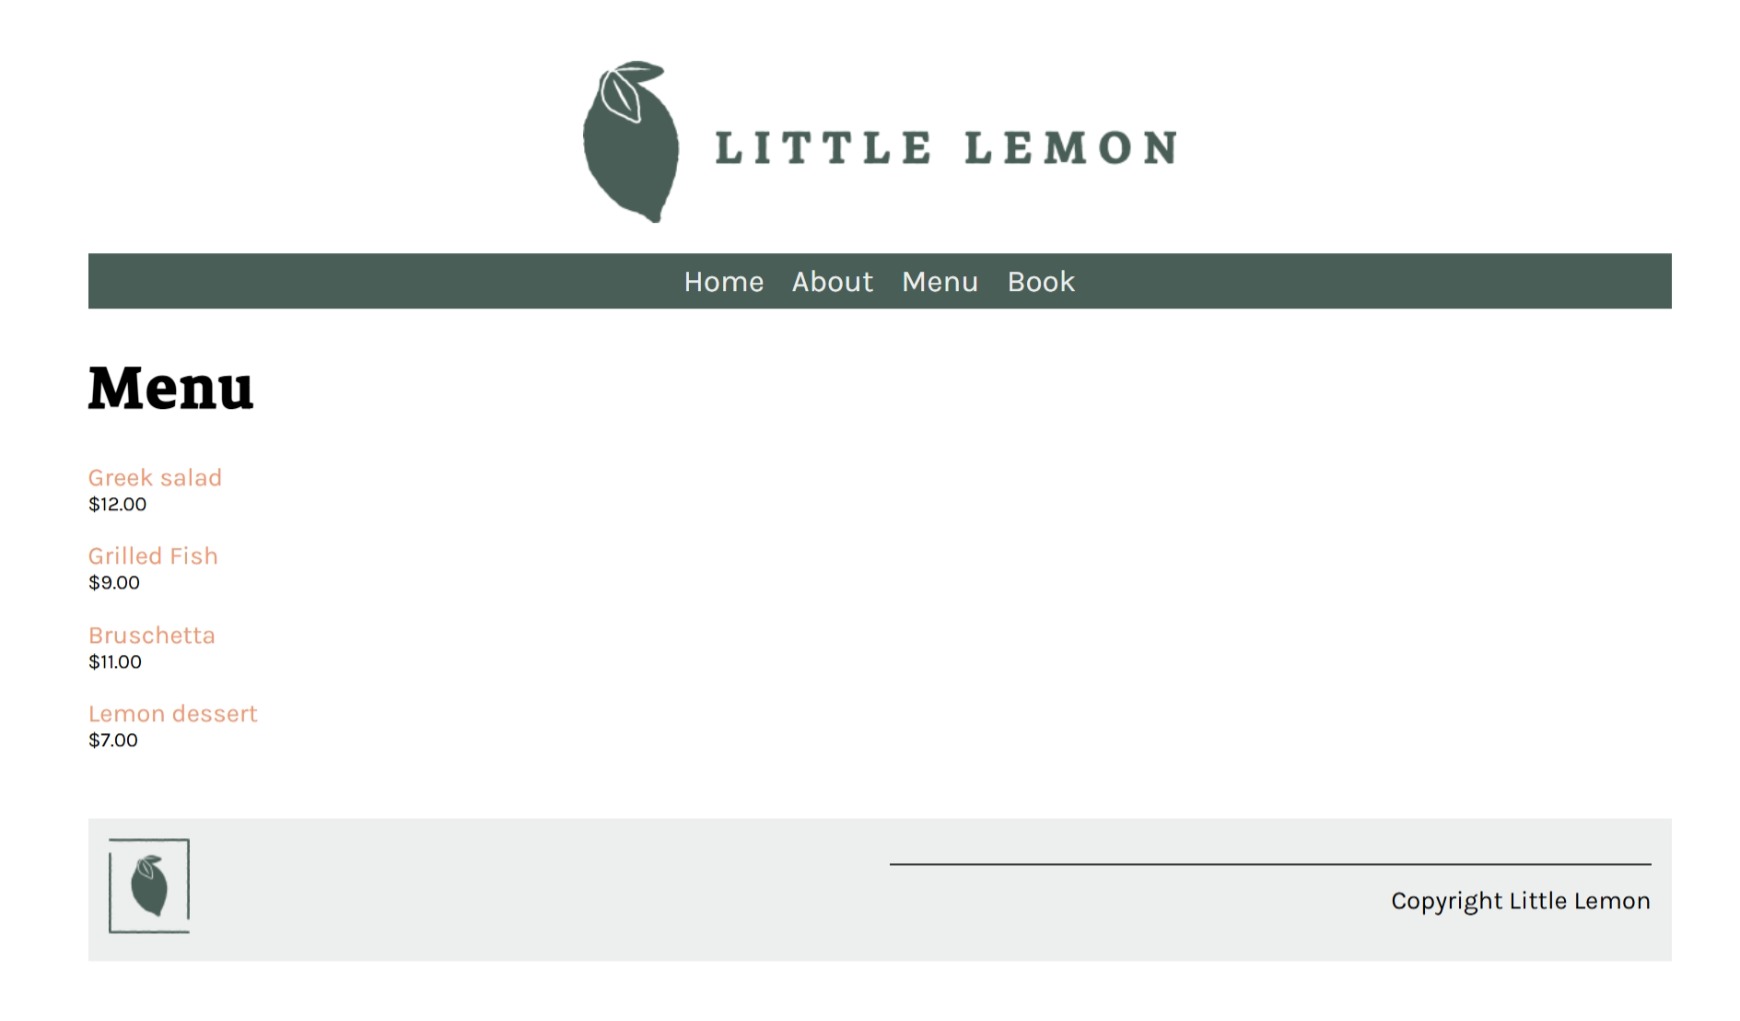 LITTLE LEMON
Home About Menu Book
Menu
Greek salad
$12.00
Grilled Fish
$9.00
Bruschetta
$11.00
Lemon dessert
$7.00
Copyright Little Lemon